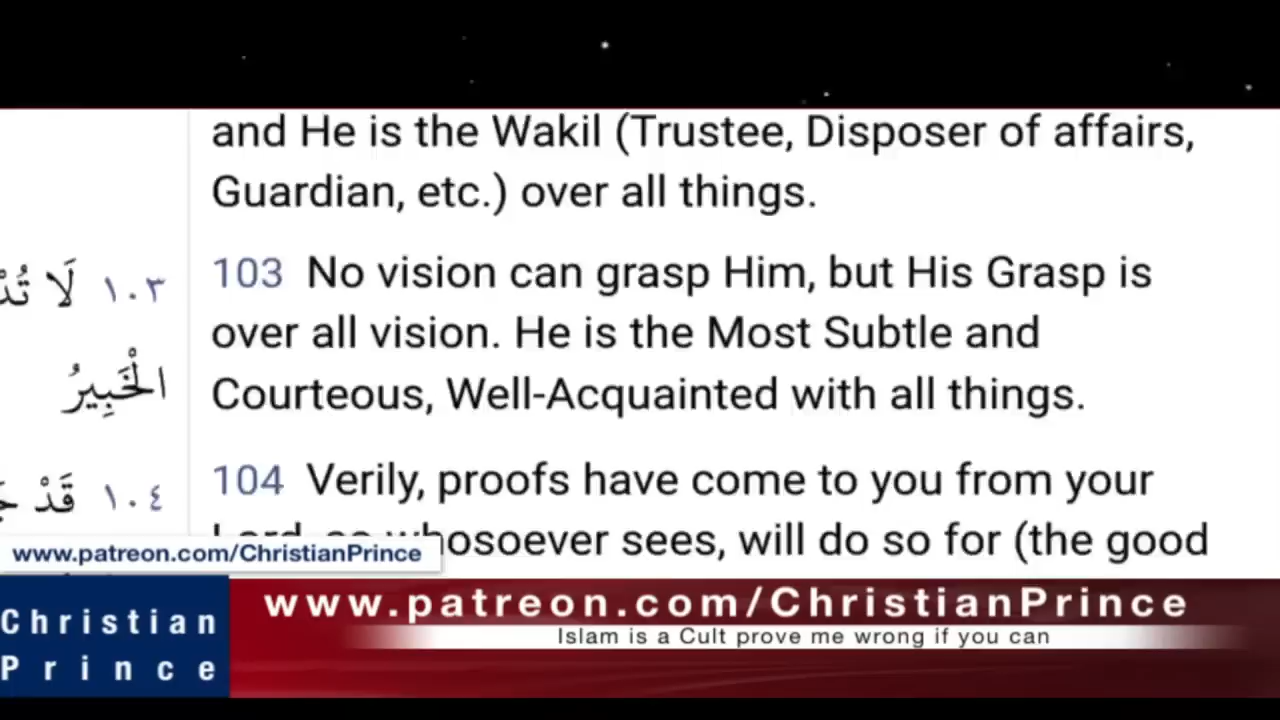 and He is the Wakil (Trustee, Disposer of affairs,
Guardian, etc.) over all things.
لَا ١٠٣
103 No vision can grasp Him, but His Grasp is
over all vision. He is the Most Subtle and
الْخَبِيرُ
Courteous, Well-Acquainted with all things.
قَدْ ١٠٤
104 Verily, proofs have come to you from your
whosoever sees, will do so for (the good
www.patreon.com/ChristianPrince
www.patreon.com/ChristianPrince
Islam is a Cult prove me wrong if you can
Christian
Prince